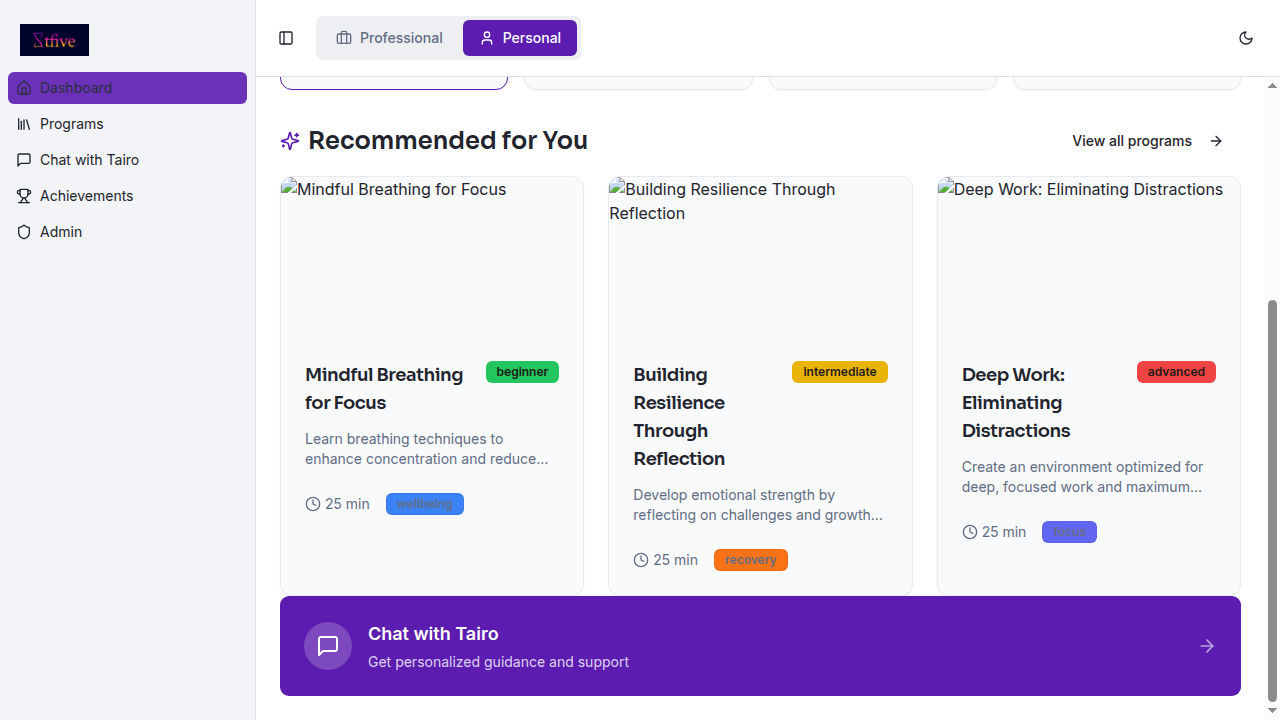 Σtfive
Professional
Personal
Dashboard
Programs
Chat with Tairo
Achievements
Admin
Recommended for You
View all programs
Mindful Breathing for Focus
Building Resilience Through
Reflection
Deep Work: Eliminating Distractions
Mindful Breathing
for Focus
beginner
Learn breathing techniques to
enhance concentration and reduce...
25 min
wellbeing
Building
Resilience
Through
Reflection
intermediate
Develop emotional strength by
reflecting on challenges and growth...
25 min
recovery
Deep Work:
Eliminating
Distractions
advanced
Create an environment optimized for
deep, focused work and maximum...
25 min
focus
Chat with Tairo
Get personalized guidance and support